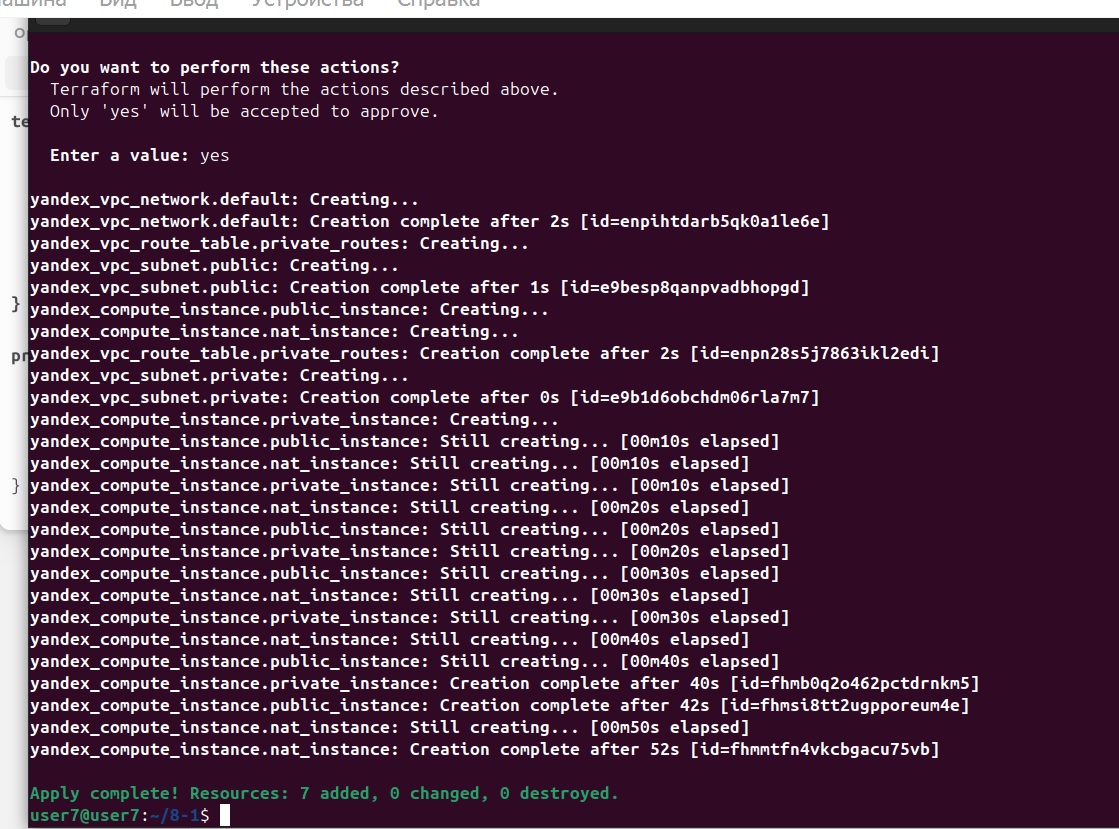 Вид Ввод Устройства Справка
Do you want to perform these actions?
Terraform will perform the actions described above.
Only 'yes' will be accepted to approve.
Enter a value: yes
yandex_vpc_network.default: Creating...
yandex_vpc_network.default: Creation complete after 2s [id=enpihtdarb5qk0a1le6e]
yandex_vpc_route_table.private_routes: Creating...
yandex_vpc_subnet.public: Creating...
yandex_vpc_subnet.public: Creation complete after 1s [id=e9besp8qanpvadbhopgd]
yandex_compute_instance.public_instance: Creating...
yandex_compute_instance.nat_instance: Creating...
yandex_vpc_route_table.private_routes: Creation complete after 2s [id=enpn28s5j7863ikl2edi]
yandex_vpc_subnet.private: Creating...
yandex_vpc_subnet.private: Creation complete after 0s [id=e9b1d6obchdm06rla7m7]
yandex_compute_instance.private_instance: Creating...
yandex_compute_instance.public_instance: Still creating... [00m10s elapsed]
yandex_compute_instance.nat_instance: Still creating... [00m10s elapsed]
yandex_compute_instance.private_instance: Still creating... [00m10s elapsed]
yandex_compute_instance.nat_instance: Still creating... [00m20s elapsed]
yandex_compute_instance.public_instance: Still creating... [00m20s elapsed]
yandex_compute_instance.private_instance: Still creating... [00m20s elapsed]
yandex_compute_instance.public_instance: Still creating... [00m30s elapsed]
yandex_compute_instance.nat_instance: Still creating... [00m30s elapsed]
yandex_compute_instance.private_instance: Still creating... [00m30s elapsed]
yandex_compute_instance.nat_instance: Still creating... [00m40s elapsed]
yandex_compute_instance.public_instance: Still creating... [00m40s elapsed]
yandex_compute_instance.private_instance: Creation complete after 40s [id=fhmb0q2o462pctdrnkm5]
yandex_compute_instance.public_instance: Creation complete after 42s [id=fhmsi8tt2ugpporeum4e]
yandex_compute_instance.nat_instance: Still creating... [00m50s elapsed]
yandex_compute_instance.nat_instance: Creation complete after 52s [id=fhmmtfn4vkcbgacu75vb]
Apply complete! Resources: 7 added, 0 changed, 0 destroyed.
user7@user7:~/8-1$